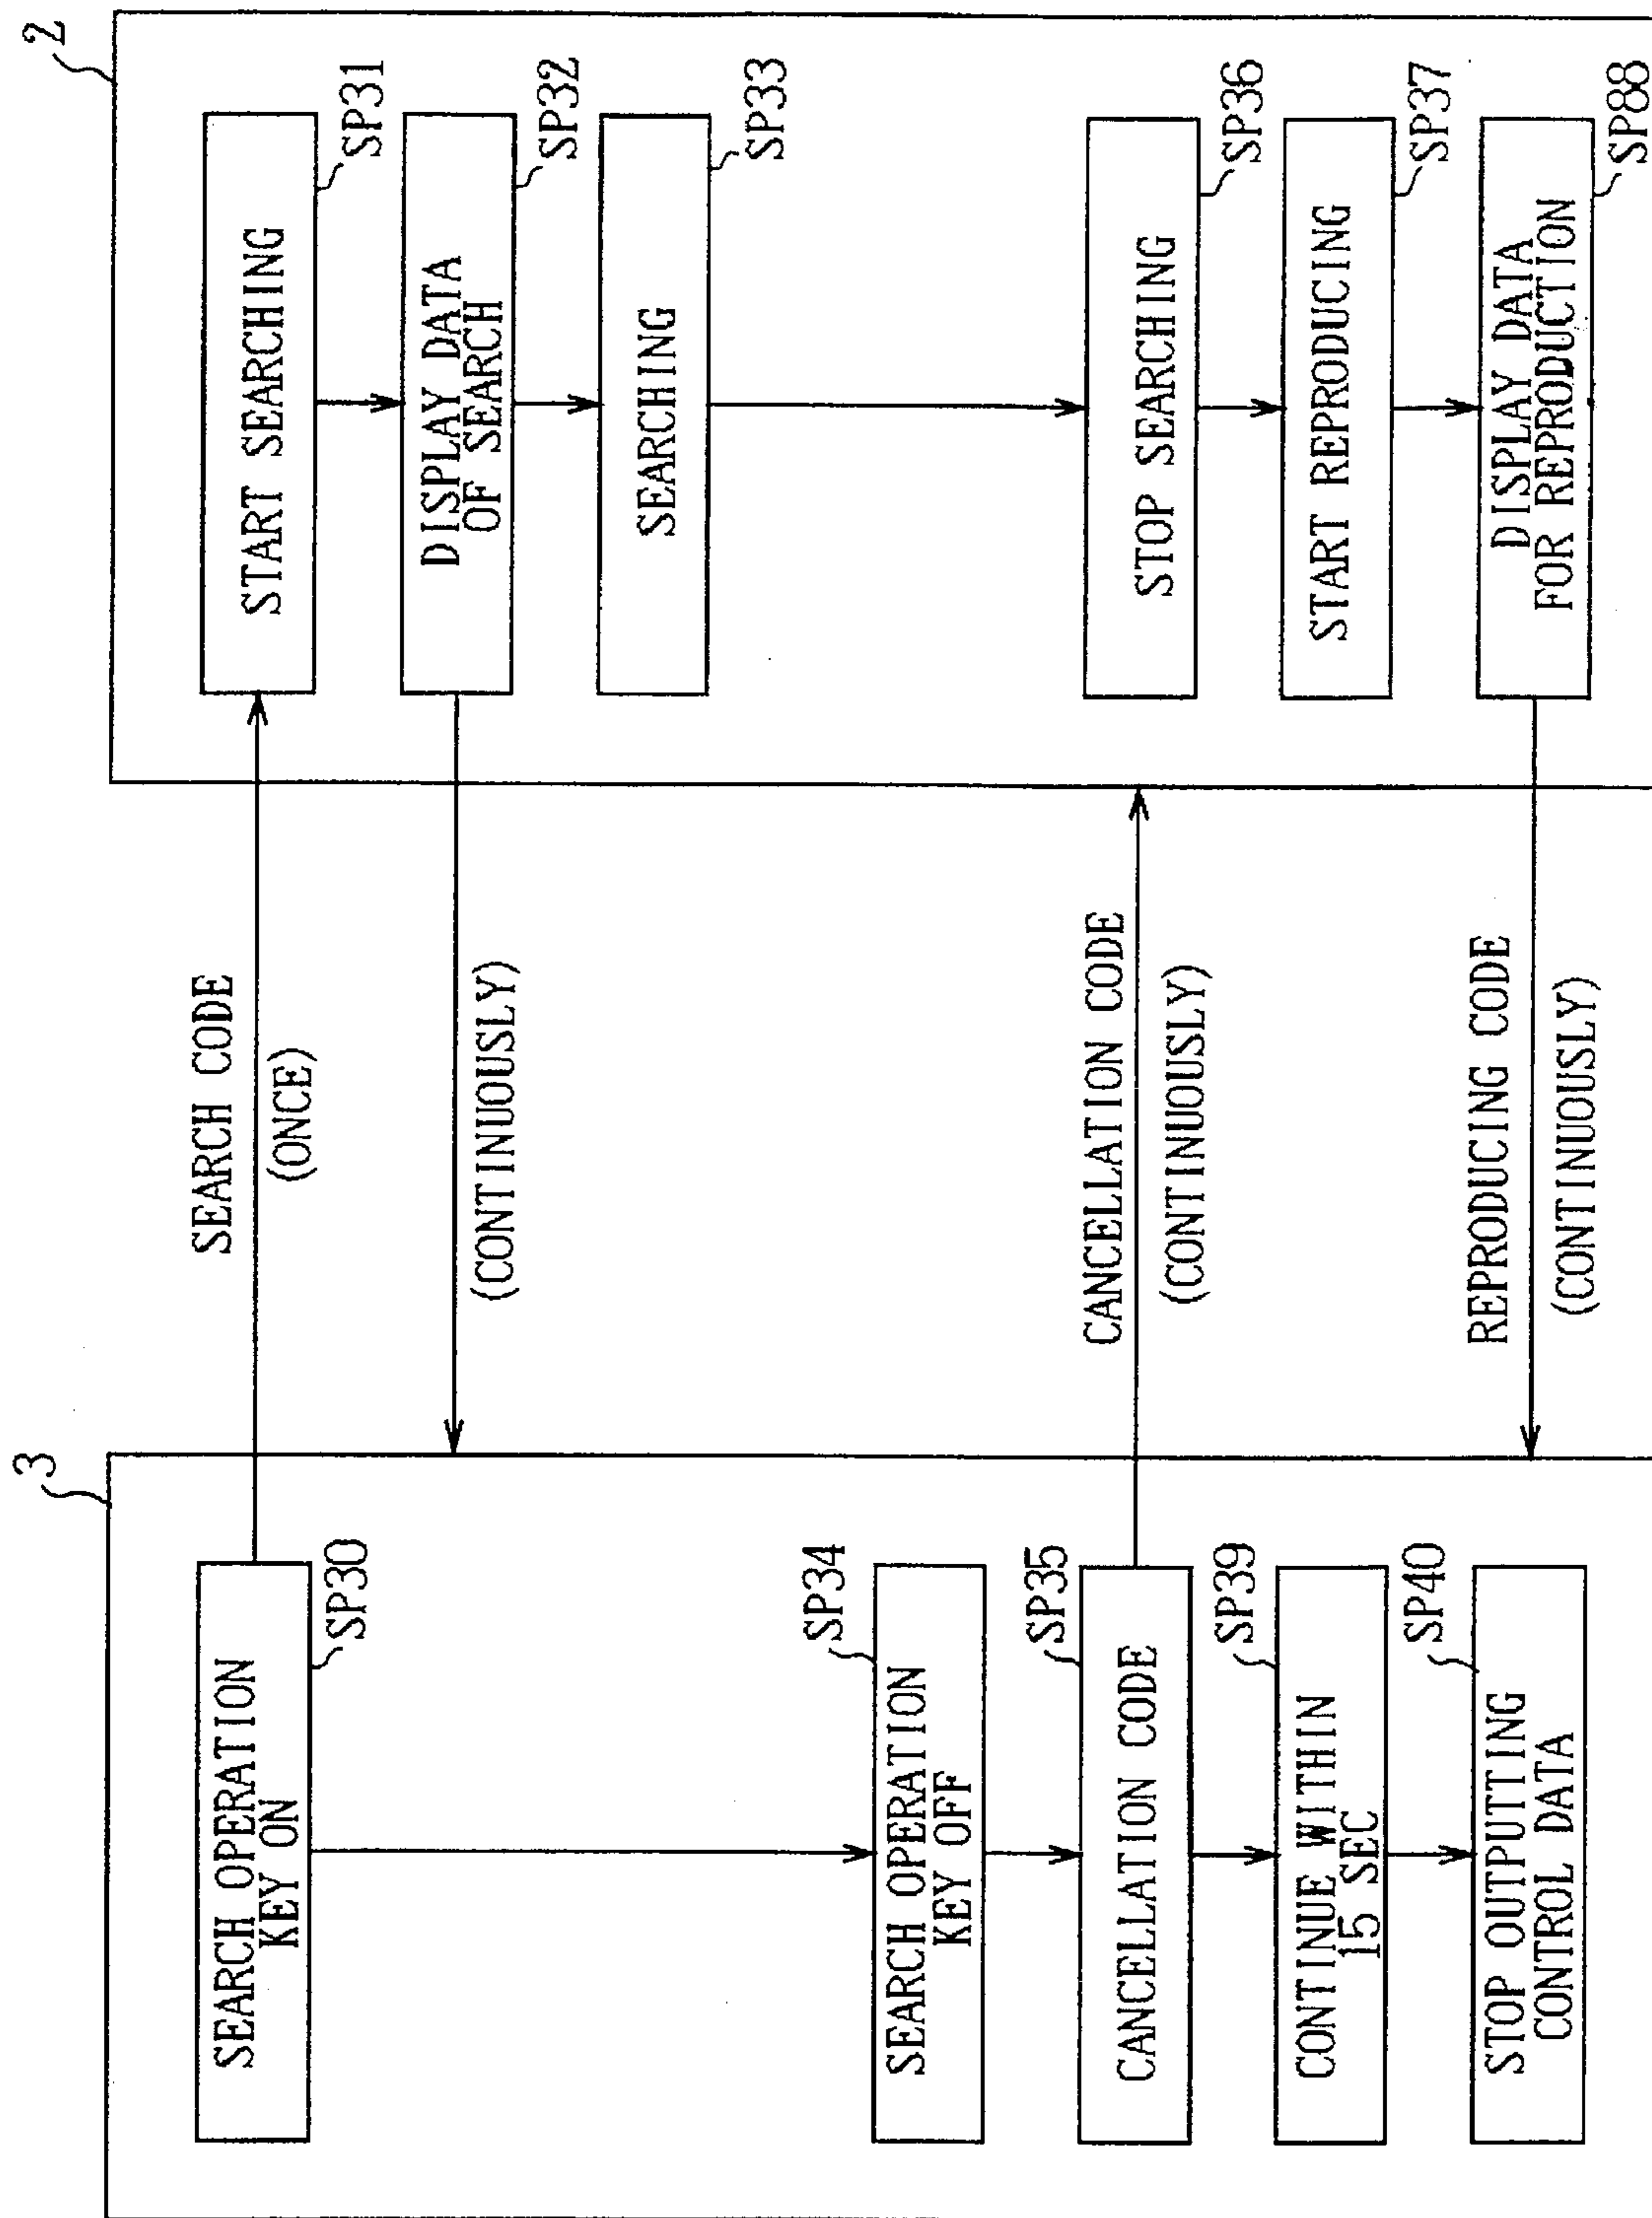 3
SEARCH OPERATION
KEY ON
SP30
SEARCH OPERATION
KEY OFF
SP34
CANCELLATION CODE
SP35
CONTINUE WITHIN
15 SEC
SP39
STOP OUTPUTING
CONTROL DATA
SP40
SEARCH CODE
(ONCE)
(CONTINUOUSLY)
CANCELLATION CODE
(CONTINUOUSLY)
REPRODUCING CODE
(CONTINUOUSLY)
2
START SEARCHING
SP31
DISPLAY DATA
OF SEARCH
SP32
SEARCHING
SP33
STOP SEARCHING
SP36
START REPRODUCING
SP37
DISPLAY DATA
FOR REPRODUCTION
SP88